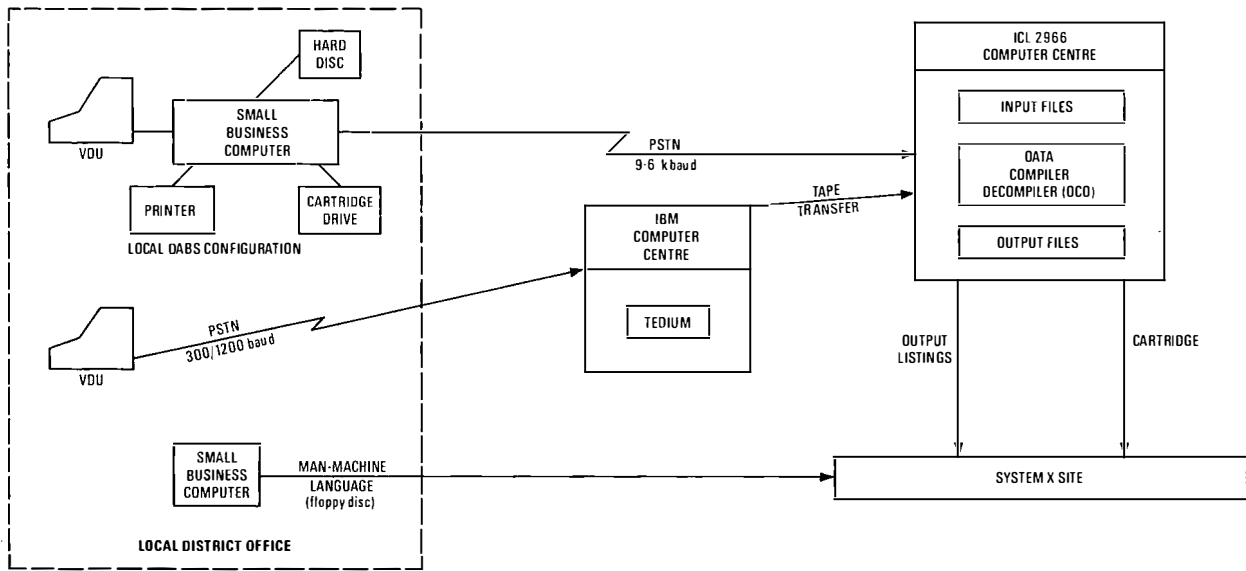 HARD
DISC
SMALL
BUSINESS
COMPUTER
VDU
PRINTER
CARTRIDGE
DRIVE
LOCAL DABS CONFIGURATION
PSTN
9·6 kbaud
ICL 2966
COMPUTER CENTRE
INPUT FILES
DATA
COMPILER
DECOMPILER (DCD)
OUTPUT FILES
TAPE
TRANSFER
IBM
COMPUTER
CENTRE
TEDIUM
PSTN
300/1200 baud
VDU
OUTPUT
LISTINGS
CARTRIDGE
SMALL
BUSINESS
COMPUTER
MAN-MACHINE
LANGUAGE
(floppy disc)
SYSTEM X SITE
LOCAL DISTRICT OFFICE